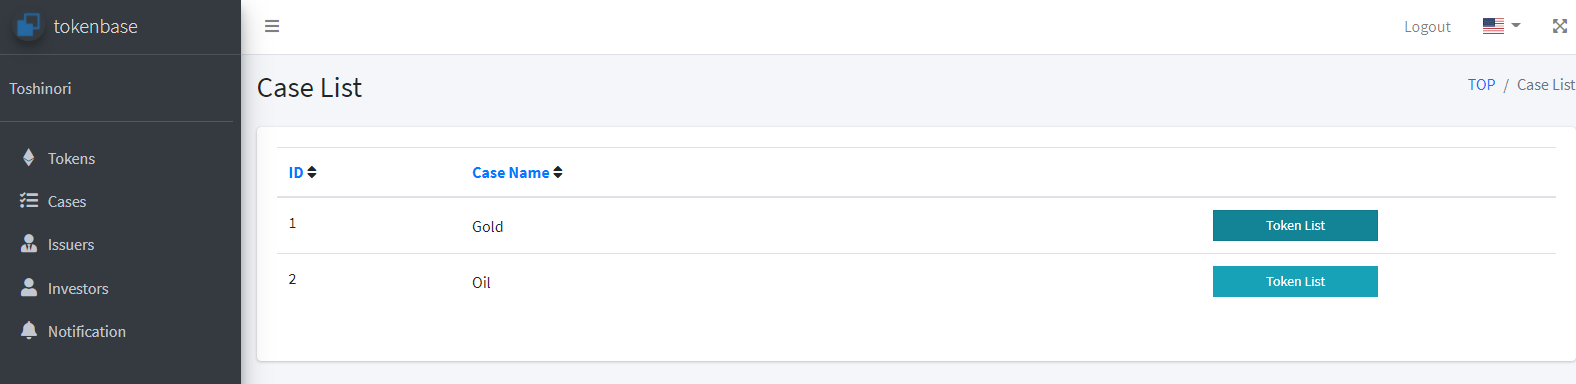 tokenbase
Logout
Toshinori
Case List
TOP / Case List
Tokens
Cases
Issuers
Investors
Notification
ID Case Name
1 Gold Token List
2 Oil Token List